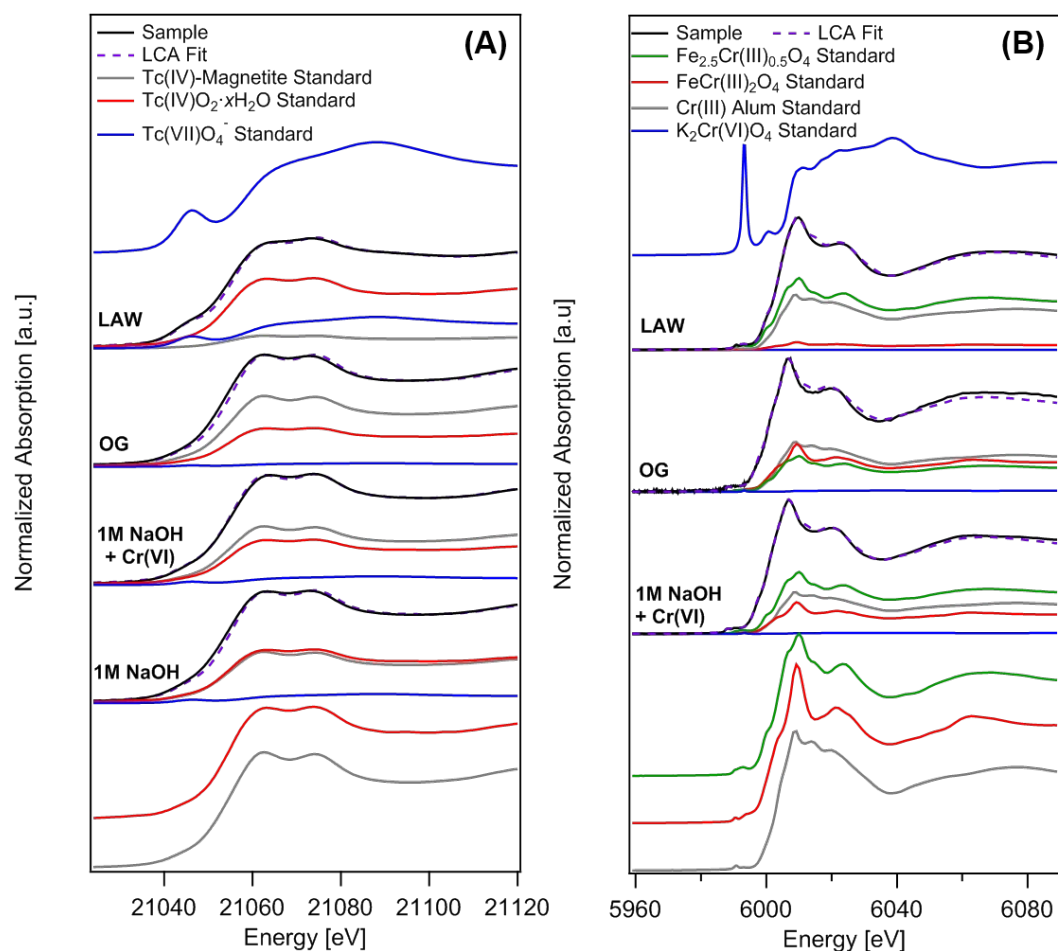 (A)
Sample
LCA Fit
Tc(IV)-Magnetite Standard
Tc(IV)O₂·xH₂O Standard
Tc(VII)O₄⁻ Standard
LAW
OG
1M NaOH
+ Cr(VI)
1M NaOH
Normalized Absorption [a.u.]
21040 21060 21080 21100 21120
Energy [eV]
(B)
Sample LCA Fit
Fe₂.₅Cr(III)₀.₅O₄ Standard
FeCr(III)₂O₄ Standard
Cr(III) Alum Standard
K₂Cr(VI)O₄ Standard
LAW
OG
1M NaOH
+ Cr(VI)
Normalized Absorption [a.u]
5960 6000 6040 6080
Energy [eV]